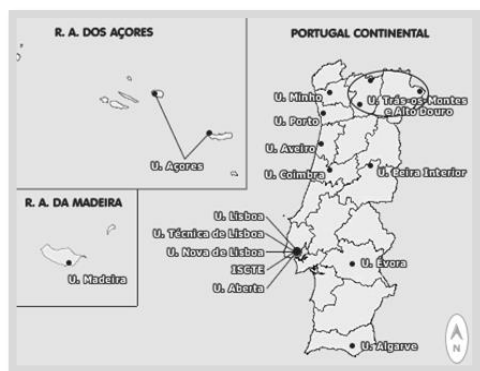 R. A. DOS AÇORES
U. Açores
R. A. DA MADEIRA
U. Madeira
PORTUGAL CONTINENTAL
U. Minho
U. Trás-os-Montes
e Alto Douro
U. Porto
U. Aveiro
U. Coimbra
U. Beira Interior
U. Lisboa
U. Técnica de Lisboa
U. Nova de Lisboa
ISCTE
U. Aberta
U. Évora
U. Algarve
N